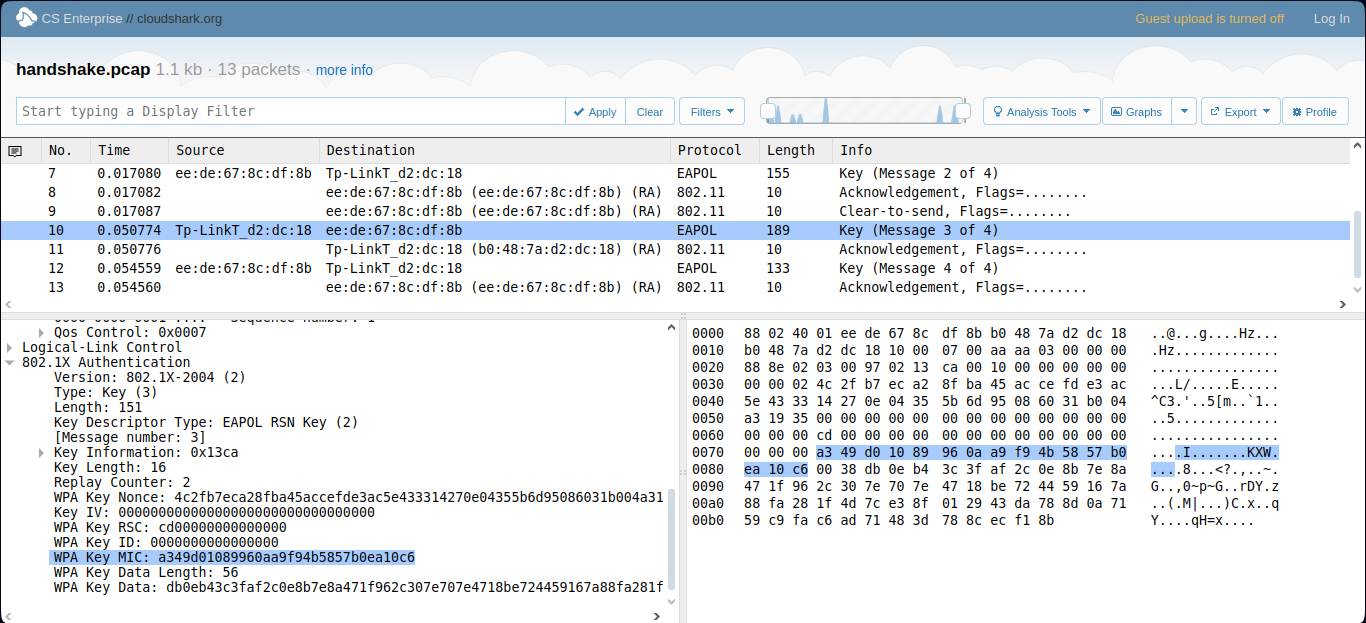 CS Enterprise // cloudshark.org
Guest upload is turned off Log In
handshake.pcap 1.1 kb · 13 packets · more info
Start typing a Display Filter Apply Clear Filters Analysis Tools Graphs Export Profile
No. Time Source Destination Protocol Length Info
7 0.017080 ee:de:67:8c:df:8b Tp-LinkT_d2:dc:18 EAPOL 155 Key (Message 2 of 4)
8 0.017082 ee:de:67:8c:df:8b (ee:de:67:8c:df:8b) (RA) 802.11 10 Acknowledgement, Flags=........
9 0.017087 ee:de:67:8c:df:8b (ee:de:67:8c:df:8b) (RA) 802.11 10 Clear-to-send, Flags=........
10 0.050774 Tp-LinkT_d2:dc:18 ee:de:67:8c:df:8b EAPOL 189 Key (Message 3 of 4)
11 0.050776 Tp-LinkT_d2:dc:18 (b0:48:7a:d2:dc:18) (RA) 802.11 10 Acknowledgement, Flags=........
12 0.054559 ee:de:67:8c:df:8b Tp-LinkT_d2:dc:18 EAPOL 133 Key (Message 4 of 4)
13 0.054560 ee:de:67:8c:df:8b (ee:de:67:8c:df:8b) (RA) 802.11 10 Acknowledgement, Flags=........
Qos Control: 0x0007
Logical-Link Control
802.1X Authentication
Version: 802.1X-2004 (2)
Type: Key (3)
Length: 151
Key Descriptor Type: EAPOL RSN Key (2)
[Message number: 3]
Key Information: 0x13ca
Key Length: 16
Replay Counter: 2
WPA Key Nonce: 4c2fb7eca28fba45accefde3ac5e433314270e04355b6d95086031b004a31
Key IV: 00000000000000000000000000000000
WPA Key RSC: cd00000000000000
WPA Key ID: 0000000000000000
WPA Key MIC: a349d01089960aa9f94b5857b0ea10c6
WPA Key Data Length: 56
WPA Key Data: db0eb43c3faf2c0e8b7e8a471f962c307e707e4718be724459167a88fa281f
0000 88 02 40 01 ee de 67 8c df 8b b0 48 7a d2 dc 18 ..@...g....Hz...
0010 b0 48 7a d2 dc 18 10 00 07 00 aa aa 03 00 00 00 .Hz.............
0020 88 8e 02 03 00 97 02 13 ca 00 10 00 00 00 00 00 ................
0030 00 00 02 4c 2f b7 ec a2 8f ba 45 ac ce fd e3 ac ...L/.....E.....
0040 5e 43 33 14 27 0e 04 35 5b 6d 95 08 60 31 b0 04 ^C3.'..5[m..`1..
0050 a3 19 35 00 00 00 00 00 00 00 00 00 00 00 00 00 ..5.............
0060 00 00 00 cd 00 00 00 00 00 00 00 00 00 00 00 00 ................
0070 00 00 00 a3 49 d0 10 89 96 0a a9 f9 4b 58 57 b0 ....I.......KXW.
0080 ea 10 c6 00 38 db 0e b4 3c 3f af 2c 0e 8b 7e 8a ....8...<?.,..~.
0090 47 1f 96 2c 30 7e 70 7e 47 18 be 72 44 59 16 7a G..,0~p~G..rDY.z
00a0 88 fa 28 1f 4d 7c e3 8f 01 29 43 da 78 8d 0a 71 ..(.M|...)C.x..q
00b0 59 c9 fa c6 ad 71 48 3d 78 8c ec f1 8b Y....qH=x....